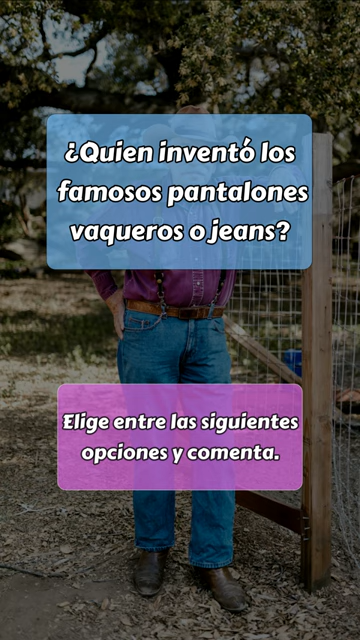 ¿Quien inventó los
famosos pantalones
vaqueros o jeans?
Elige entre las siguientes
opciones y comenta.